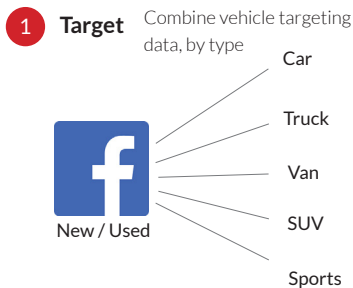 1 Target Combine vehicle targeting
data, by type
Car
Truck
Van
SUV
Sports
f
New / Used